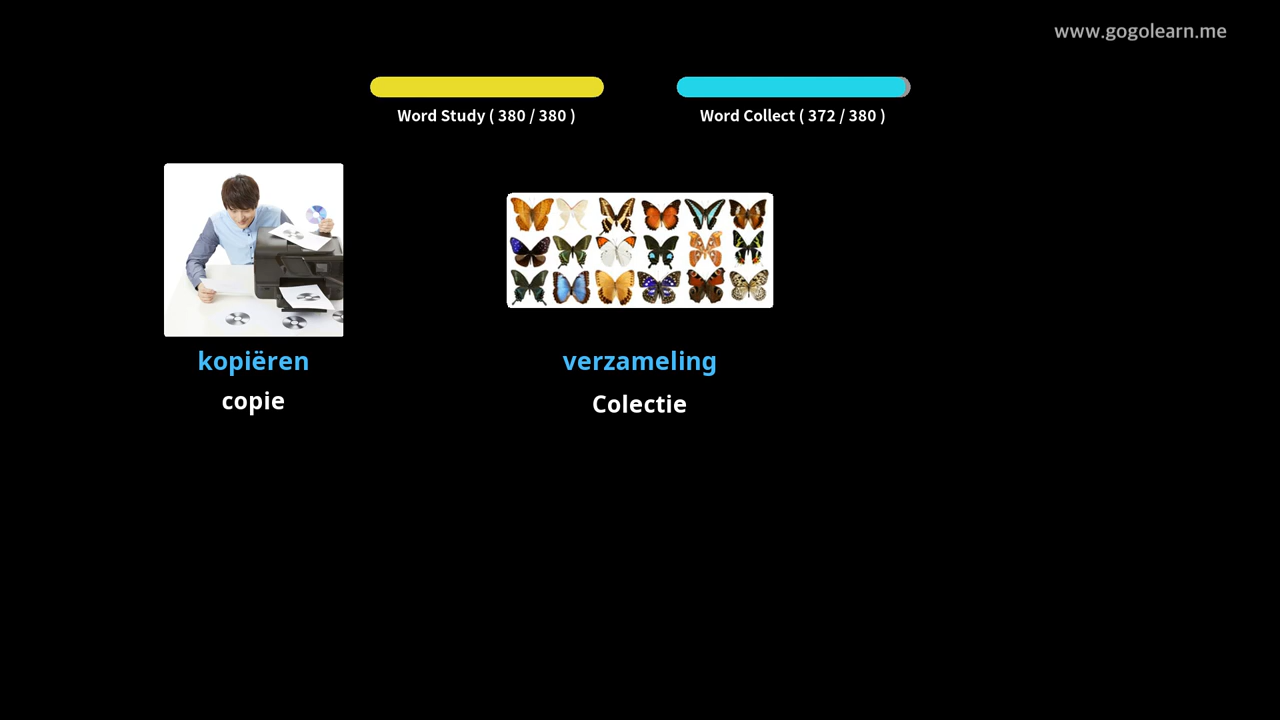 www.gogolearn.me
Word Study ( 380 / 380 )
Word Collect ( 372 / 380 )
kopiëren
copie
verzameling
Colectie